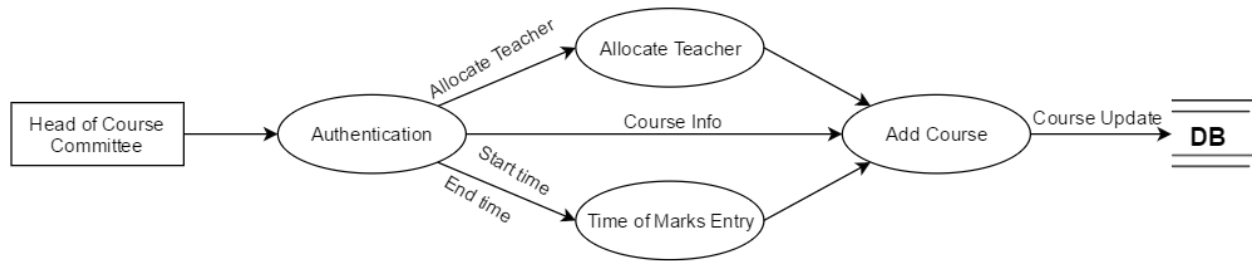 Head of Course
Committee
Authentication
Allocate Teacher
Allocate Teacher
Course Info
Start time
End time
Time of Marks Entry
Add Course
Course Update
DB